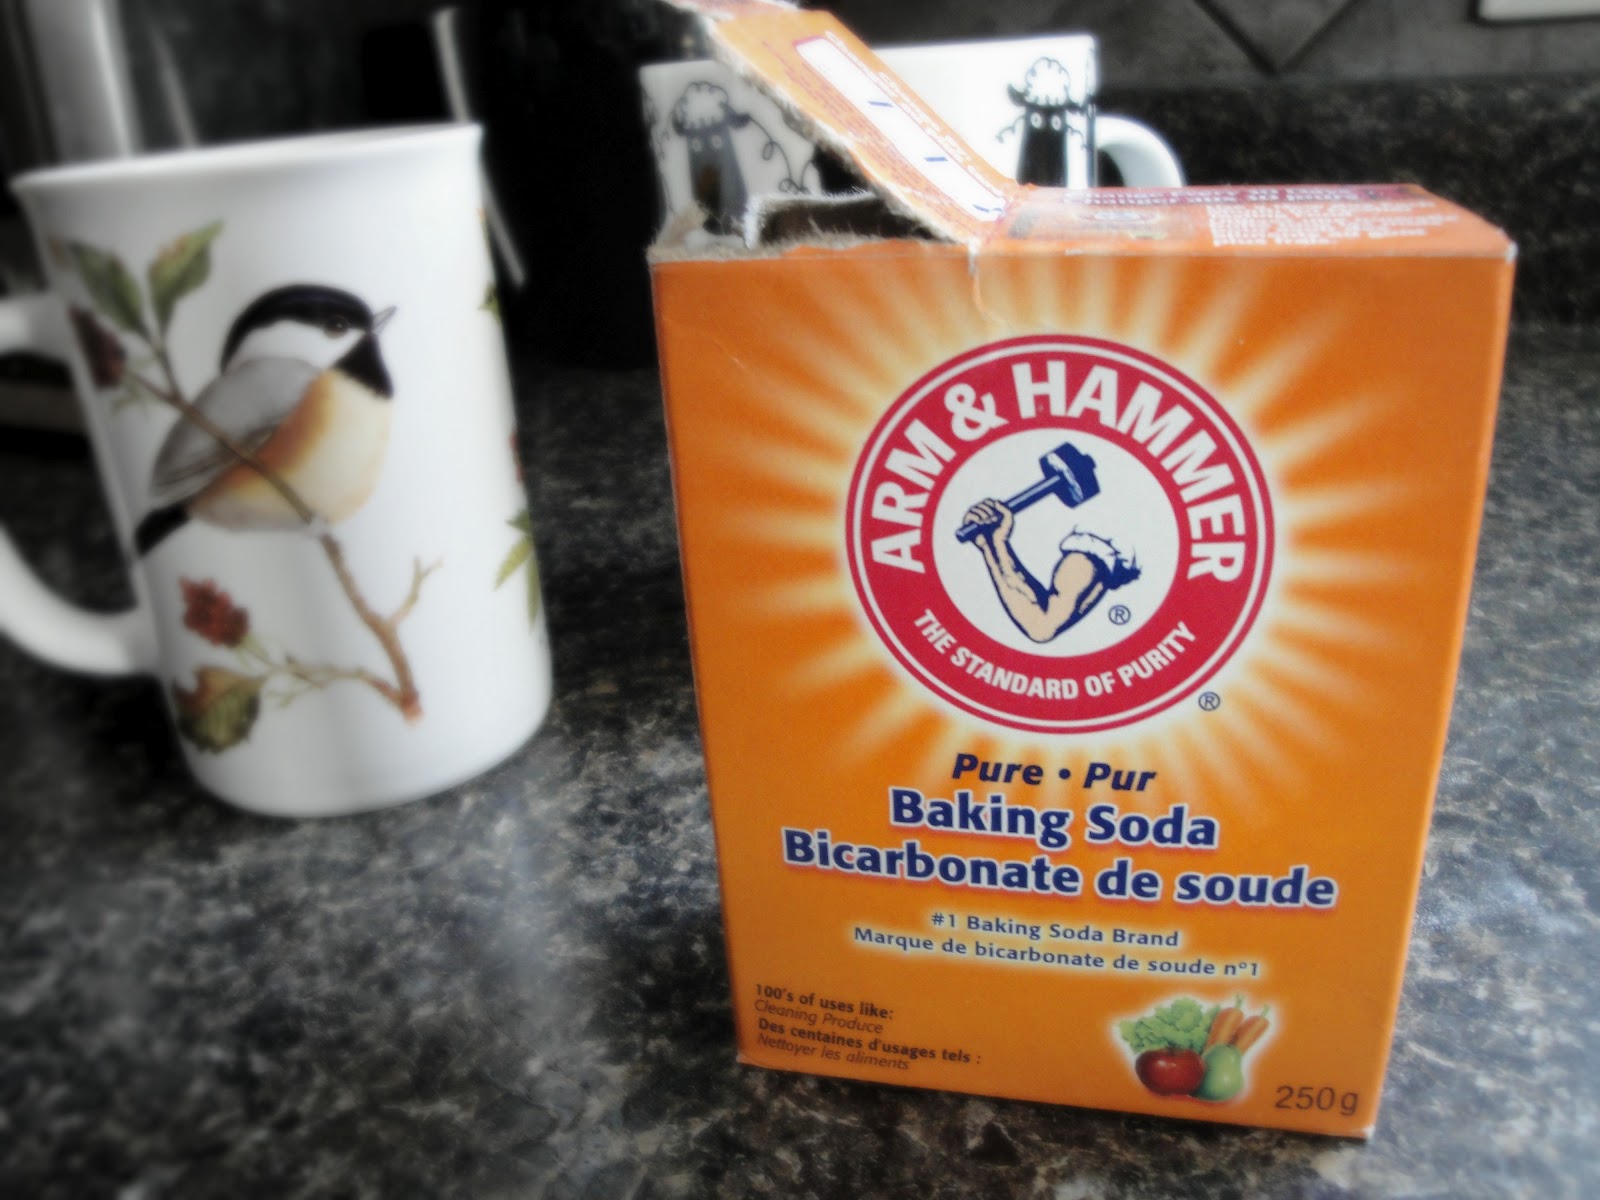 ARM & HAMMER
THE STANDARD OF PURITY
®
®
Pure • Pur
Baking Soda
Bicarbonate de soude
#1 Baking Soda Brand
Marque de bicarbonate de soude nº1
100's of uses like:
Cleaning Produce
Des centaines d'usages tels :
Nettoyer les aliments
250g